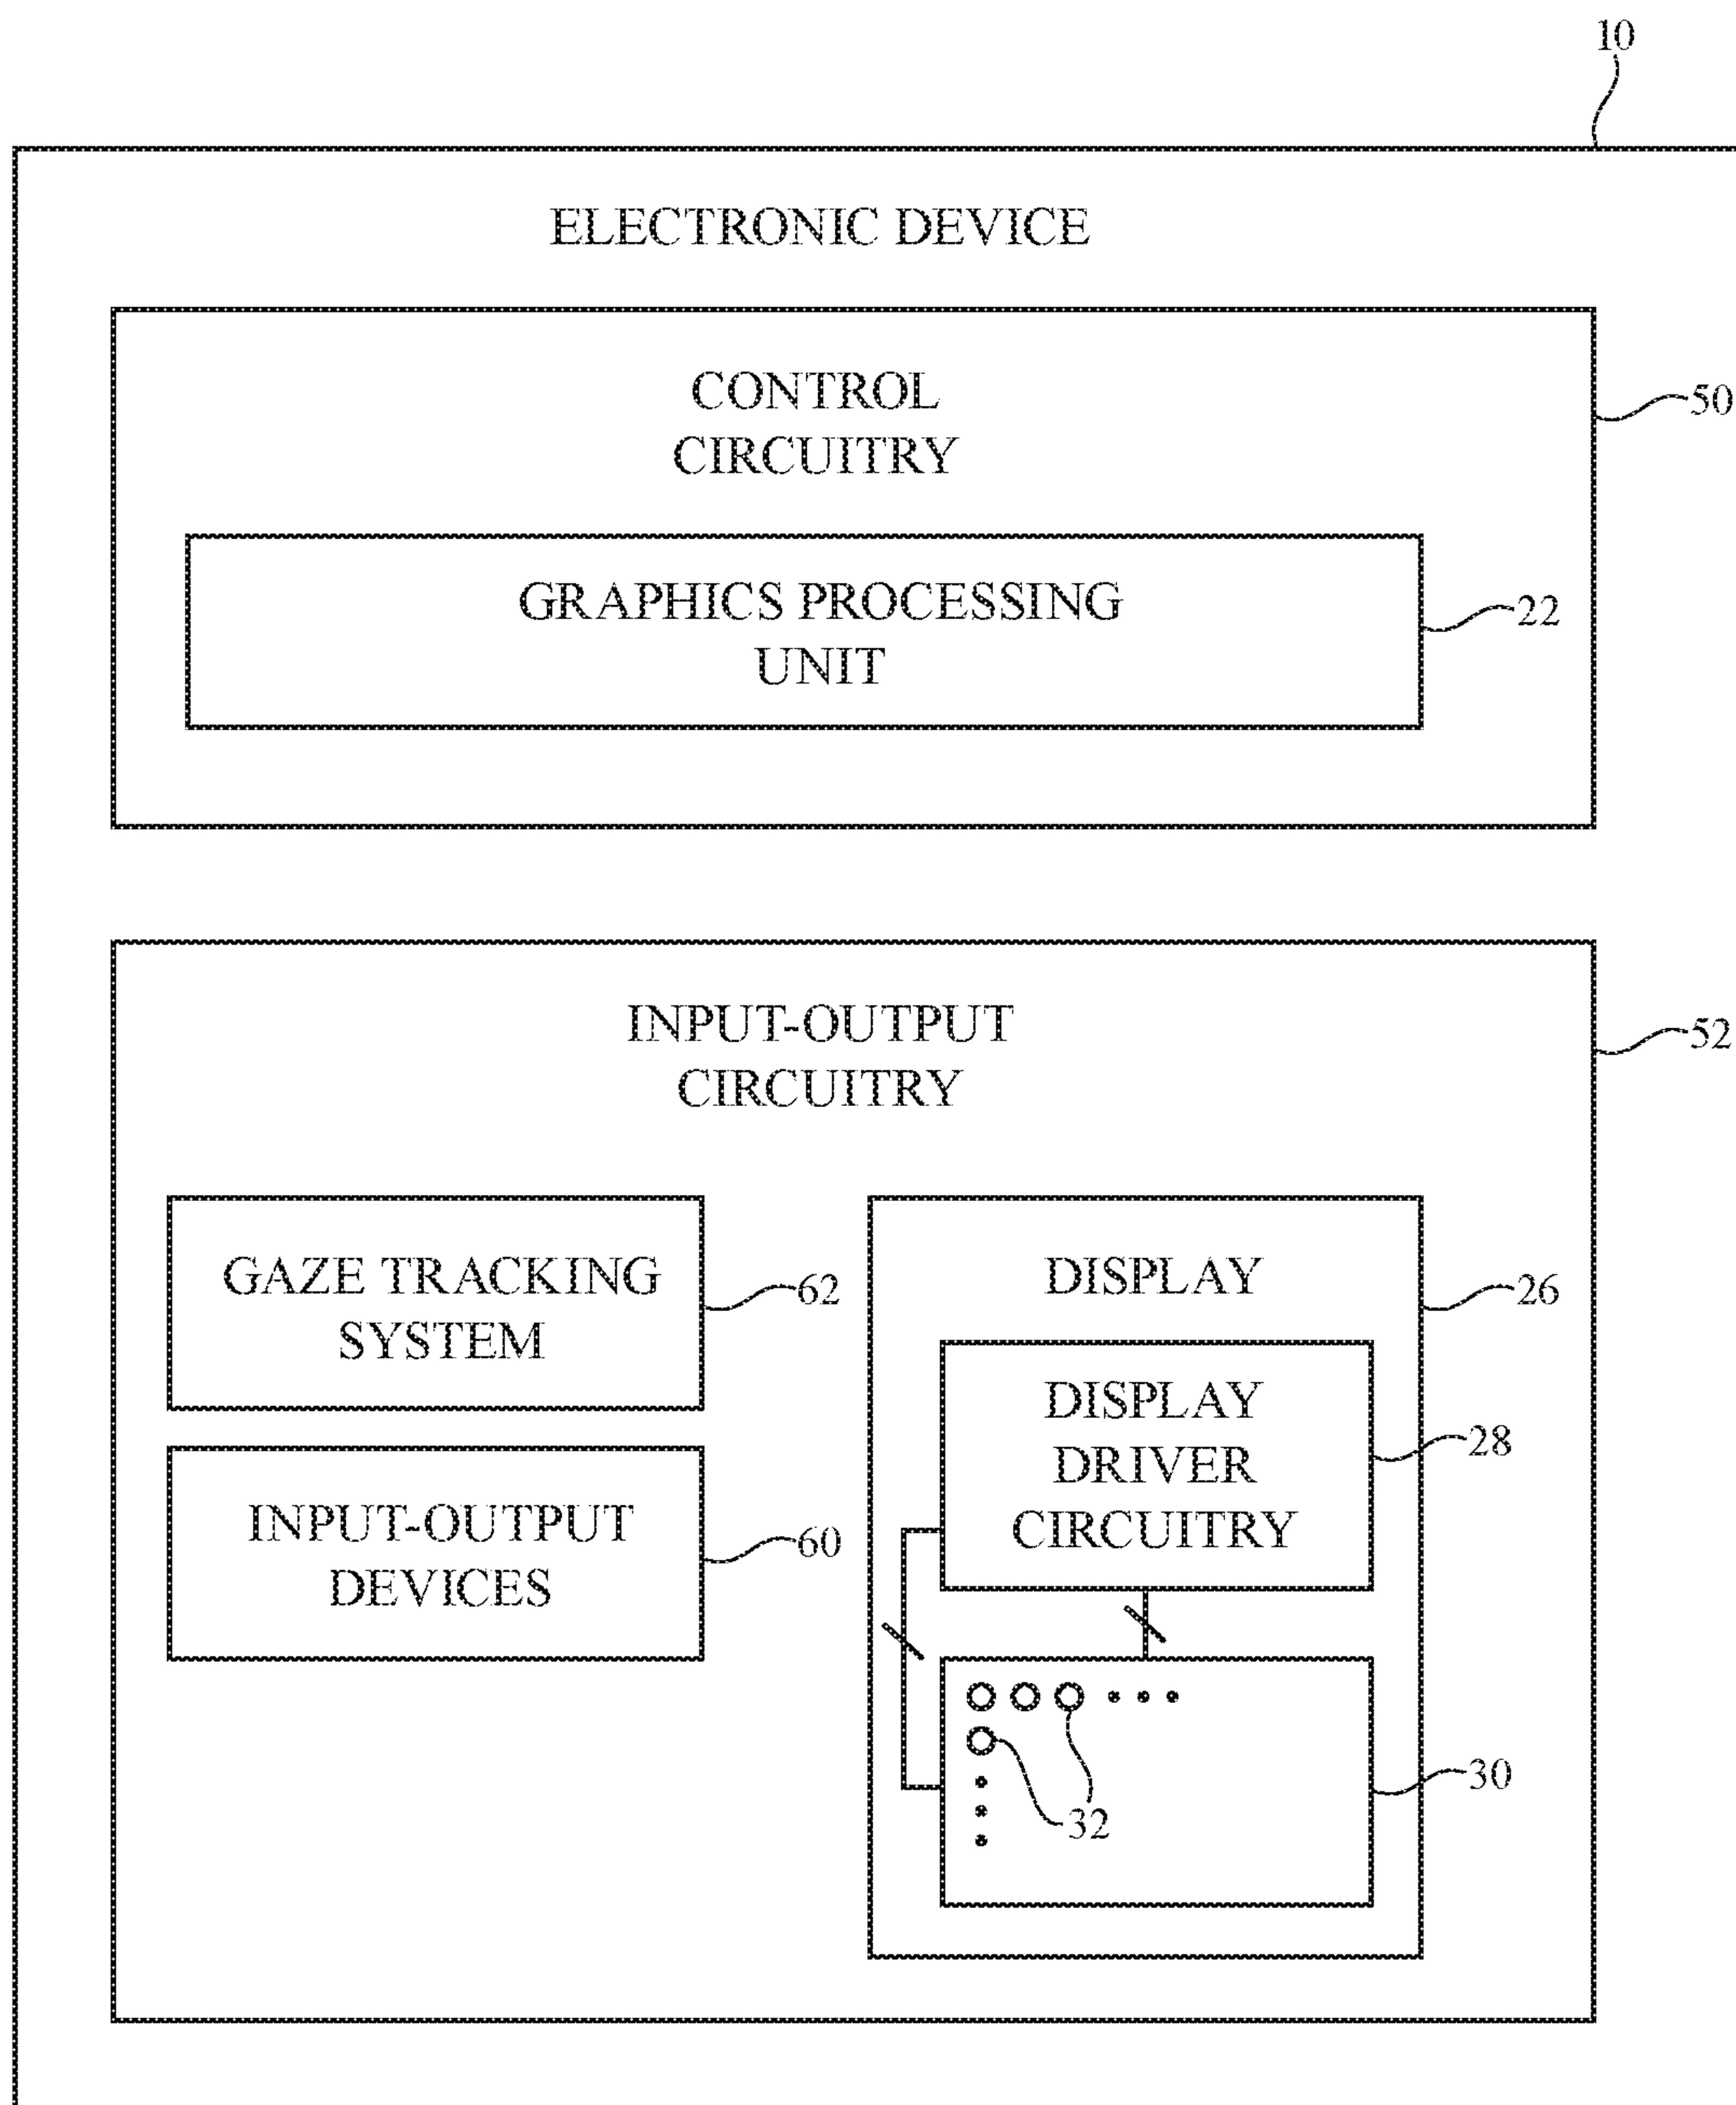 10
ELECTRONIC DEVICE
CONTROL
CIRCUITRY
50
GRAPHICS PROCESSING
UNIT
22
INPUT-OUTPUT
CIRCUITRY
52
GAZE TRACKING
SYSTEM
62
INPUT-OUTPUT
DEVICES
60
DISPLAY
26
DISPLAY
DRIVER
CIRCUITRY
28
30
32